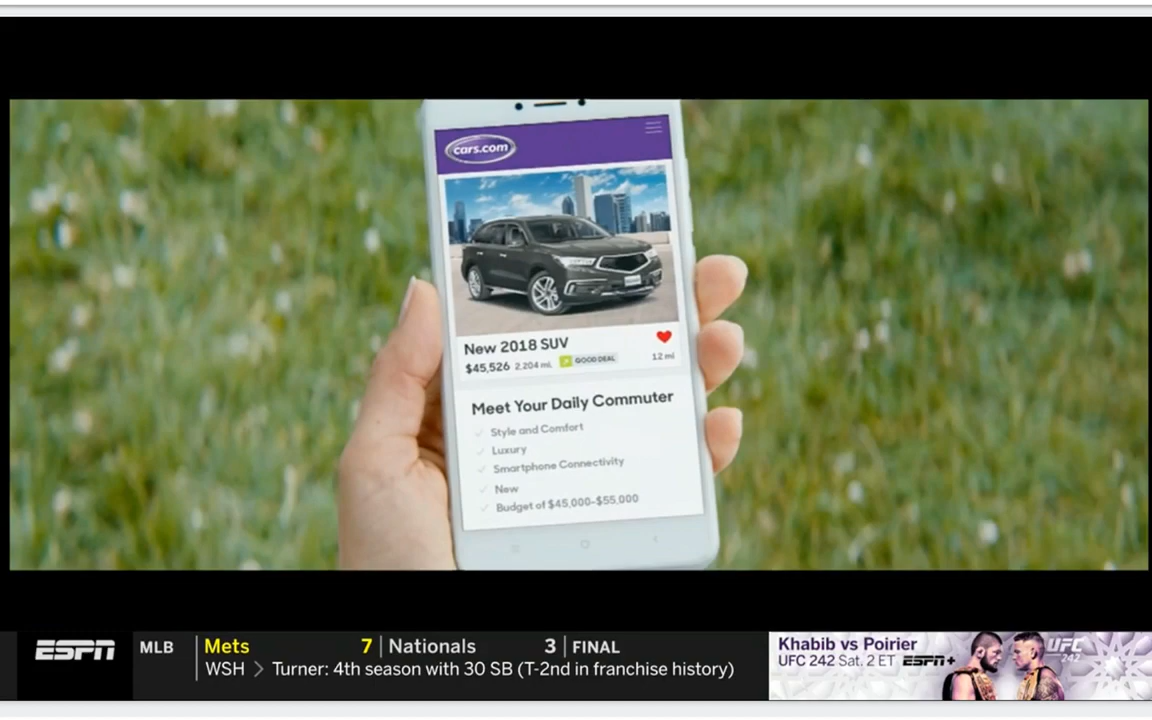 cars.com
New 2018 SUV
$45,526 2,204 mi. GOOD DEAL 12 mi
Meet Your Daily Commuter
Style and Comfort
Luxury
Smartphone Connectivity
New
Budget of $45,000-$55,000
ESPN MLB Mets 7 Nationals 3 FINAL
WSH > Turner: 4th season with 30 SB (T-2nd in franchise history)
Khabib vs Poirier
UFC 242 Sat. 2 ET ESPN+
UFC
242